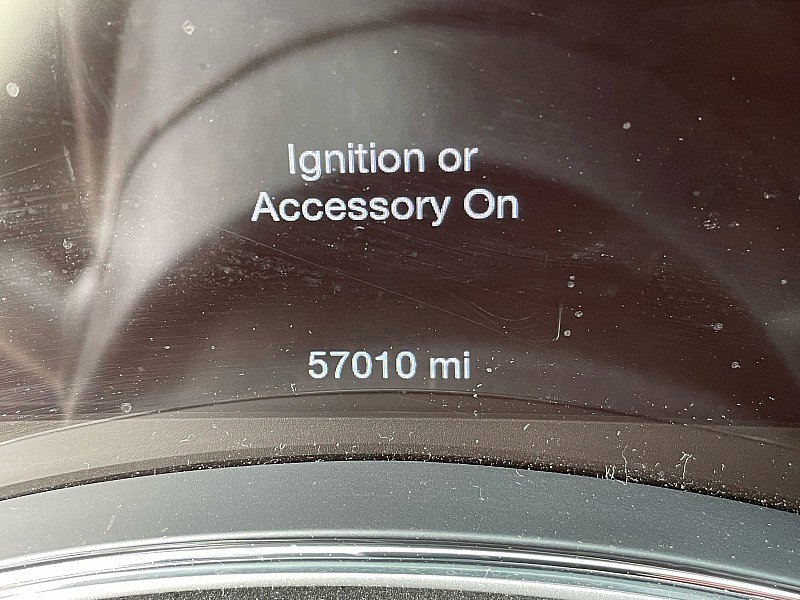 Ignition or
Accessory On
57010 mi